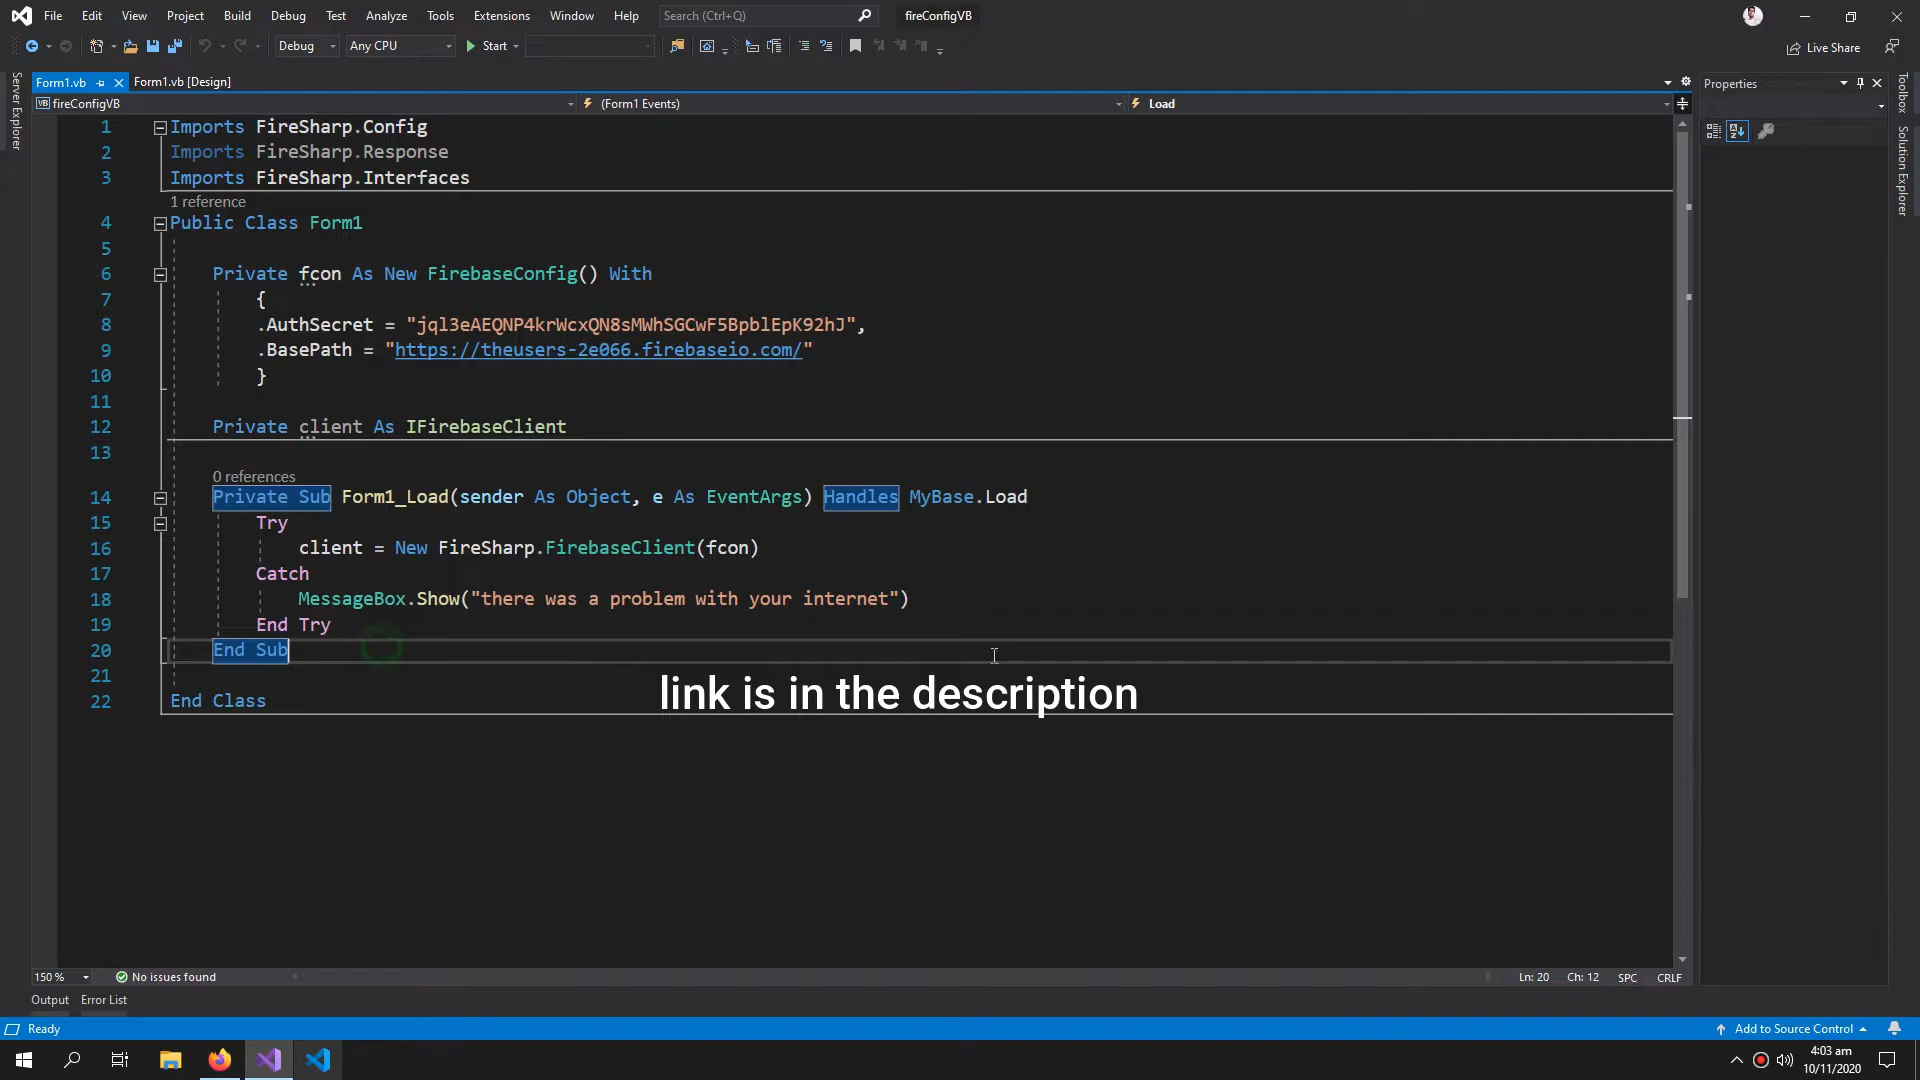 File Edit View Project Build Debug Test Analyze Tools Extensions Window Help Search (Ctrl+Q) fireConfigVB
Debug Any CPU Start Live Share
Form1.vb Form1.vb [Design]
VB fireConfigVB (Form1 Events) Load
Properties
Server Explorer
Toolbox
Solution Explorer
1 Imports FireSharp.Config
2 Imports FireSharp.Response
3 Imports FireSharp.Interfaces
1 reference
4 Public Class Form1
5
6 Private fcon As New FirebaseConfig() With
7 {
8 .AuthSecret = "jql3eAEQNP4krWcxQN8sMWhSGCwF5BpblEpK92hJ",
9 .BasePath = "https://theusers-2e066.firebaseio.com/"
10 }
11
12 Private client As IFirebaseClient
13
0 references
14 Private Sub Form1_Load(sender As Object, e As EventArgs) Handles MyBase.Load
15 Try
16 client = New FireSharp.FirebaseClient(fcon)
17 Catch
18 MessageBox.Show("there was a problem with your internet")
19 End Try
20 End Sub
21
22 End Class
link is in the description
150 % No issues found Ln: 20 Ch: 12 SPC CRLF
Output Error List
Ready Add to Source Control
4:03 am
10/11/2020